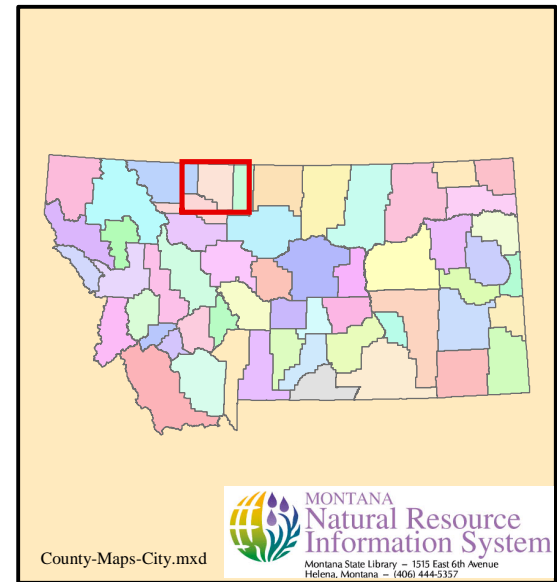 MONTANA
Natural Resource
Information System
Montana State Library – 1515 East 6th Avenue
Helena, Montana – (406) 444-5357
County-Maps-City.mxd